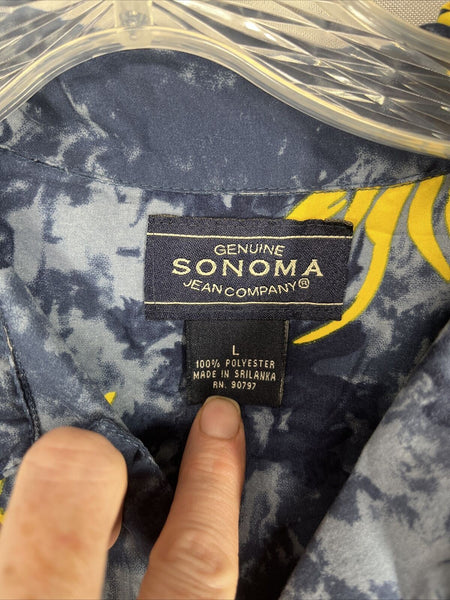 GENUINE
SONOMA
JEAN COMPANY®
L
100% POLYESTER
MADE IN SRILANKA
RN. 90797